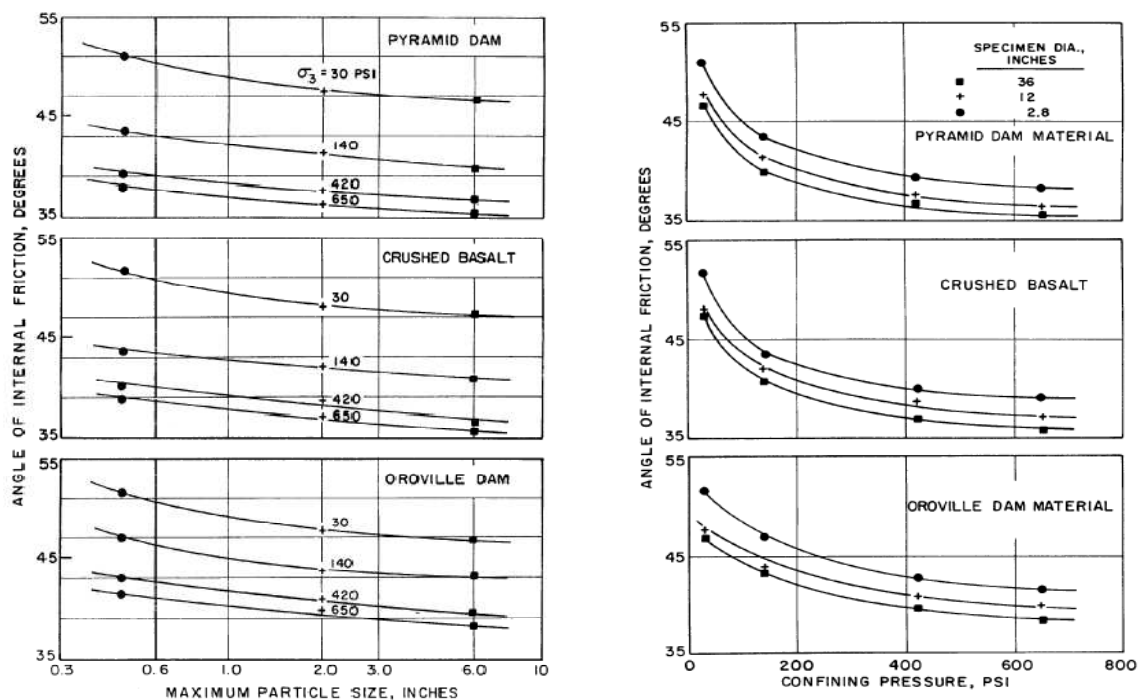 ANGLE OF INTERNAL FRICTION, DEGREES
55
PYRAMID DAM
σ3 = 30 PSI
45
140
420
650
35
55
CRUSHED BASALT
30
45
140
420
650
35
55
OROVILLE DAM
30
45
140
420
650
35
0.3 0.6 1.0 2.0 3.0 6.0 10
MAXIMUM PARTICLE SIZE, INCHES
ANGLE OF INTERNAL FRICTION, DEGREES
55
SPECIMEN DIA.,
INCHES
36
12
2.8
45
PYRAMID DAM MATERIAL
35
55
CRUSHED BASALT
45
35
55
OROVILLE DAM MATERIAL
45
35
0 200 400 600 800
CONFINING PRESSURE, PSI